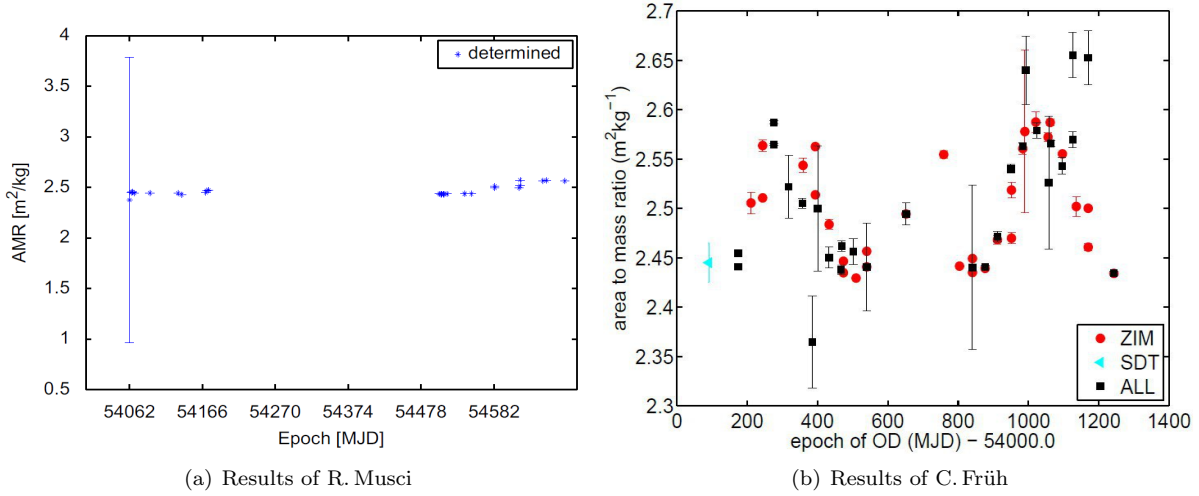 4
3.5
3
2.5
2
1.5
1
0.5
AMR [m²/kg]
determined
54062 54166 54270 54374 54478 54582
Epoch [MJD]
(a) Results of R. Musci
2.7
2.65
2.6
2.55
2.5
2.45
2.4
2.35
2.3
area to mass ratio (m²kg⁻¹)
ZIM
SDT
ALL
0 200 400 600 800 1000 1200 1400
epoch of OD (MJD) − 54000.0
(b) Results of C. Früh